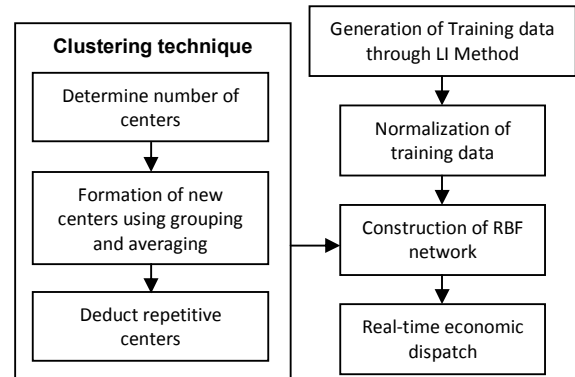 Clustering technique
Determine number of
centers
Formation of new
centers using grouping
and averaging
Deduct repetitive
centers
Generation of Training data
through LI Method
Normalization of
training data
Construction of RBF
network
Real-time economic
dispatch